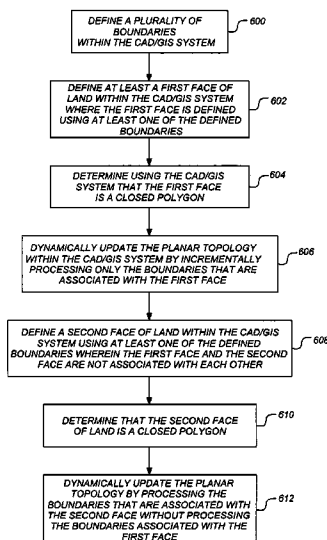 DEFINE A PLURALITY OF
BOUNDARIES
WITHIN THE CAD/GIS SYSTEM
600
DEFINE AT LEAST A FIRST FACE OF
LAND WITHIN THE CAD/GIS SYSTEM
WHERE THE FIRST FACE IS DEFINED
USING AT LEAST ONE OF THE DEFINED
BOUNDARIES
602
DETERMINE USING THE CAD/GIS
SYSTEM THAT THE FIRST FACE
IS A CLOSED POLYGON
604
DYNAMICALLY UPDATE THE PLANAR TOPOLOGY
WITHIN THE CAD/GIS SYSTEM BY INCREMENTALLY
PROCESSING ONLY THE BOUNDARIES THAT ARE
ASSOCIATED WITH THE FIRST FACE
606
DEFINE A SECOND FACE OF LAND WITHIN THE CAD/GIS
SYSTEM USING AT LEAST ONE OF THE DEFINED
BOUNDARIES WHEREIN THE FIRST FACE AND THE SECOND
FACE ARE NOT ASSOCIATED WITH EACH OTHER
608
DETERMINE THAT THE SECOND FACE
OF LAND IS A CLOSED POLYGON
610
DYNAMICALLY UPDATE THE PLANAR
TOPOLOGY BY PROCESSING THE
BOUNDARIES THAT ARE ASSOCIATED WITH
THE SECOND FACE WITHOUT PROCESSING
THE BOUNDARIES ASSOCIATED WITH THE
FIRST FACE
612